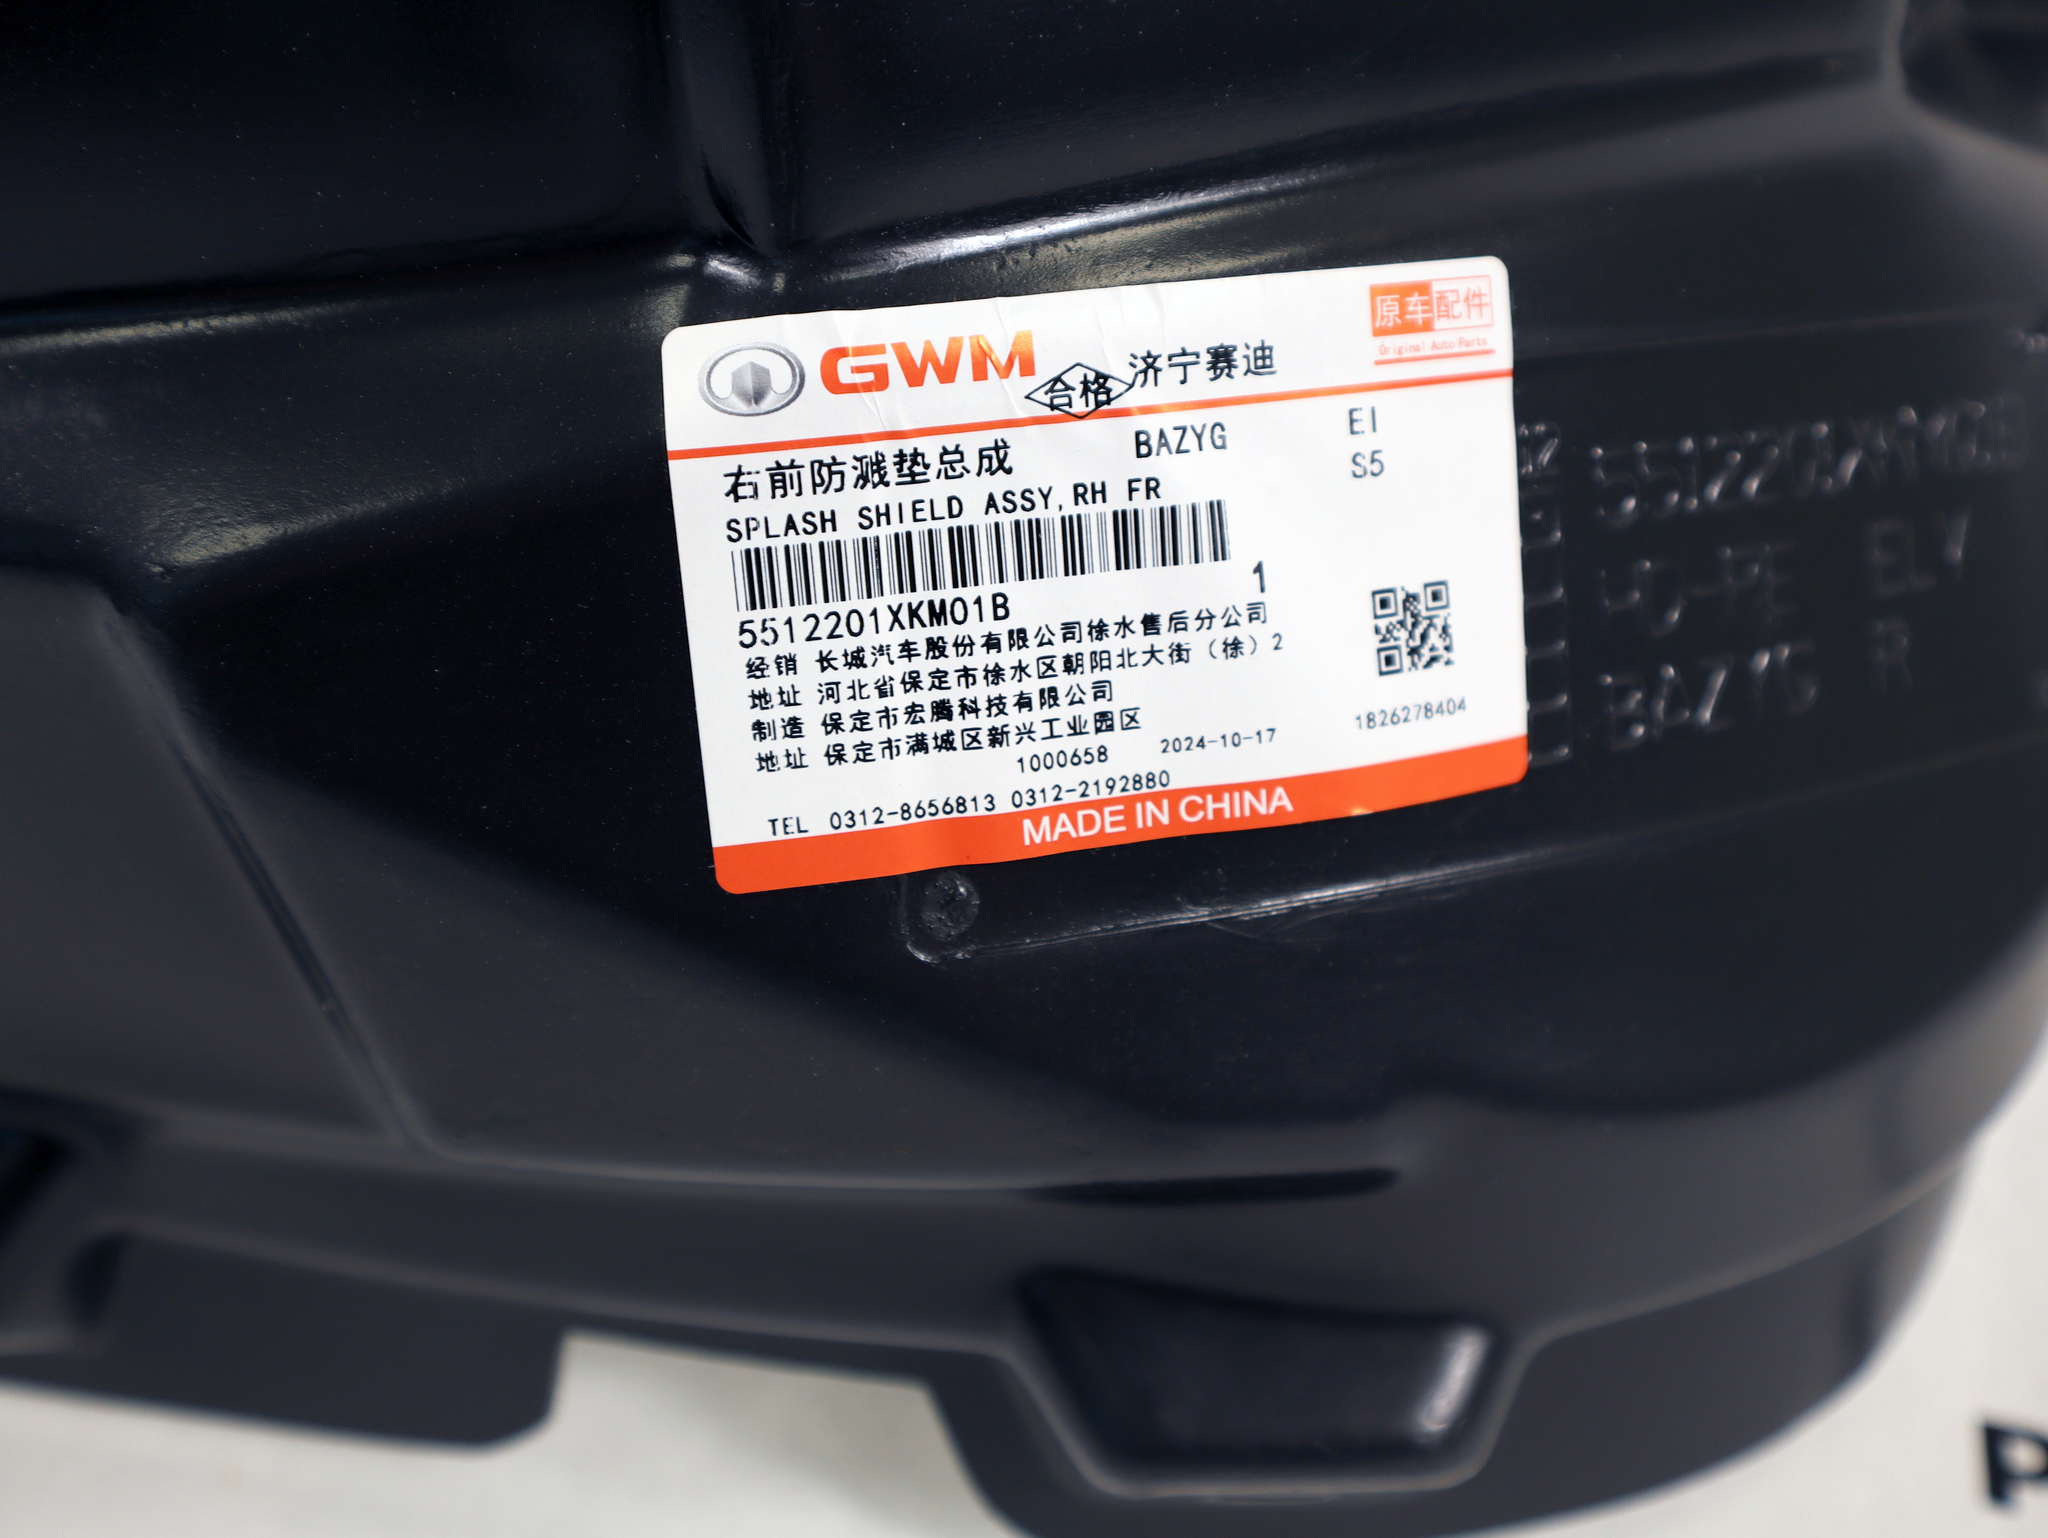 GWM
合格
济宁赛迪
原车配件
Original Auto Parts
右前防溅垫总成
BAZYG
EI
SPLASH SHIELD ASSY,RH FR
S5
5512201XKM01B
1
经销 长城汽车股份有限公司徐水售后分公司
地址 河北省保定市徐水区朝阳北大街（徐）2
制造 保定市宏腾科技有限公司
地址 保定市满城区新兴工业园区
1000658
2024-10-17
1826278404
TEL 0312-8656813 0312-2192880
MADE IN CHINA
ELV
BAZYG R